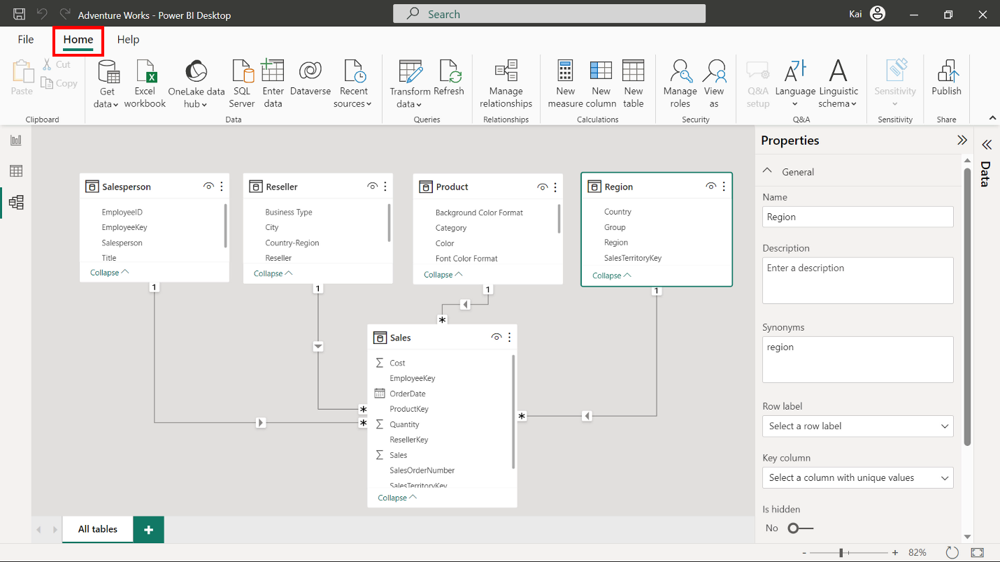 Adventure Works - Power BI Desktop
Search
Kai
File
Home
Help
Paste
Cut
Copy
Clipboard
Get
data
Excel
workbook
OneLake data
hub
SQL
Server
Enter
data
Dataverse
Recent
sources
Data
Transform
data
Refresh
Queries
Manage
relationships
Relationships
New
measure
New
column
New
table
Calculations
Manage
roles
View
as
Security
Q&A
setup
Language
Linguistic
schema
Q&A
Sensitivity
Sensitivity
Publish
Share
Salesperson
EmployeeID
EmployeeKey
Salesperson
Title
Collapse
1
Reseller
Business Type
City
Country-Region
Reseller
Collapse
1
Product
Background Color Format
Category
Color
Font Color Format
Collapse
1
*
Region
Country
Group
Region
SalesTerritoryKey
Collapse
1
Sales
Cost
EmployeeKey
OrderDate
ProductKey
Quantity
ResellerKey
Sales
SalesOrderNumber
SalesTerritoryKey
Collapse
*
*
*
Properties
General
Name
Region
Description
Enter a description
Synonyms
region
Row label
Select a row label
Key column
Select a column with unique values
Is hidden
No
Data
All tables
+
- + 82%